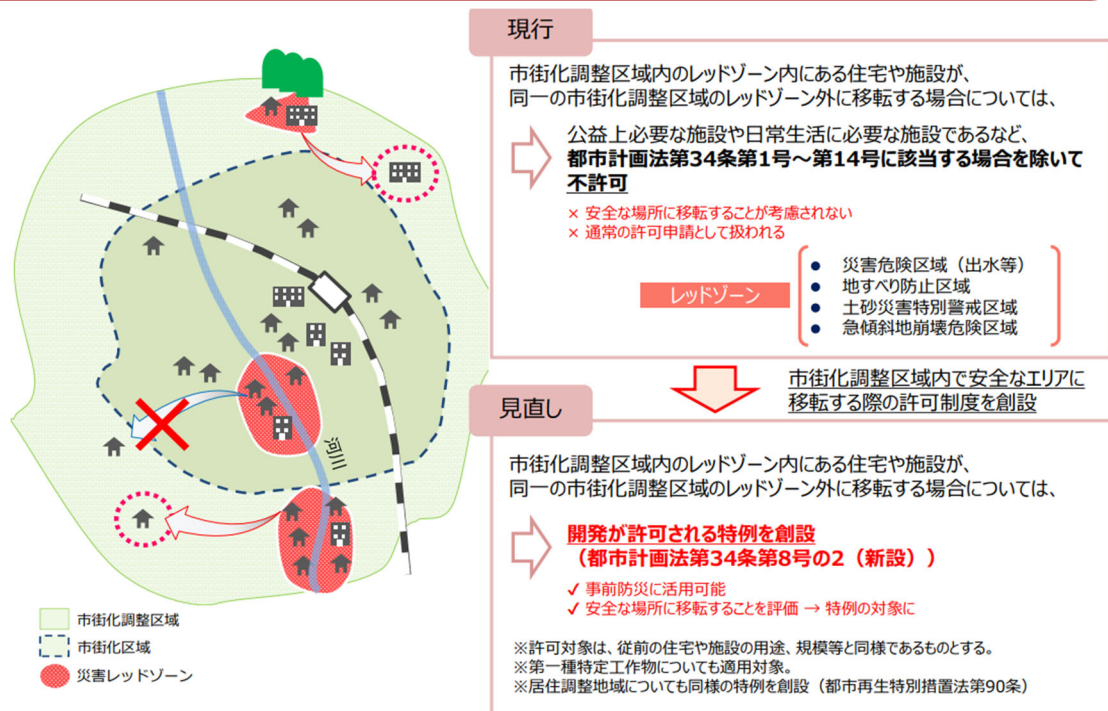 現行
市街化調整区域内のレッドゾーン内にある住宅や施設が、
同一の市街化調整区域のレッドゾーン外に移転する場合については、
公益上必要な施設や日常生活に必要な施設であるなど、
都市計画法第34条第1号～第14号に該当する場合を除いて
不許可
× 安全な場所に移転することが考慮されない
× 通常の許可申請として扱われる
レッドゾーン
● 災害危険区域（出水等）
● 地すべり防止区域
● 土砂災害特別警戒区域
● 急傾斜地崩壊危険区域
市街化調整区域内で安全なエリアに
移転する際の許可制度を創設
見直し
市街化調整区域内のレッドゾーン内にある住宅や施設が、
同一の市街化調整区域のレッドゾーン外に移転する場合については、
開発が許可される特例を創設
（都市計画法第34条第8号の2（新設））
✓ 事前防災に活用可能
✓ 安全な場所に移転することを評価 → 特例の対象に
※許可対象は、従前の住宅や施設の用途、規模等と同様であるものとする。
※第一種特定工作物についても適用対象。
※居住調整地域についても同様の特例を創設（都市再生特別措置法第90条）
河川
市街化調整区域
市街化区域
災害レッドゾーン